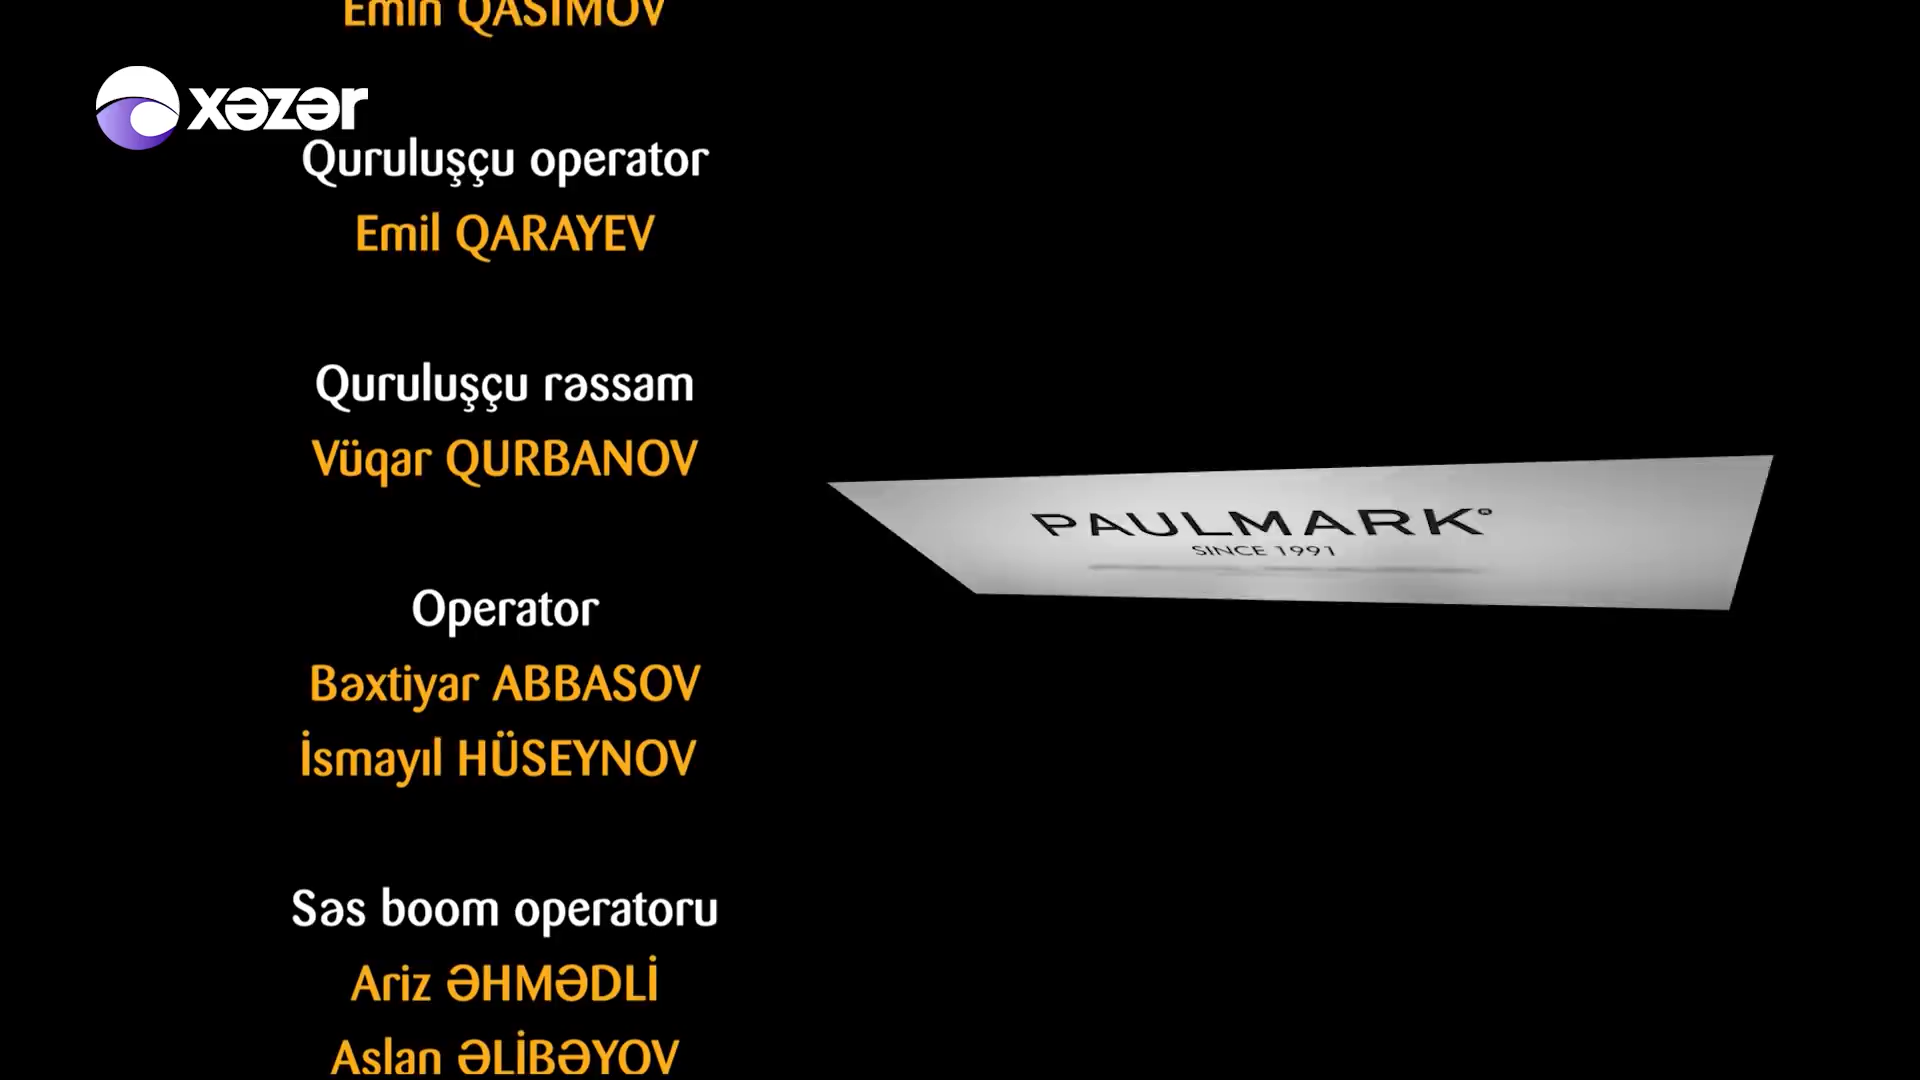 Emin QASIMOV
xəzər
Quruluşçu operator
Emil QARAYEV
Quruluşçu rəssam
Vüqar QURBANOV
Operator
Bəxtiyar ABBASOV
İsmayıl HÜSEYNOV
Səs boom operatoru
Ariz ƏHMƏDLİ
Aslan ƏLİBƏYOV
PAULMARK®
SINCE 1991